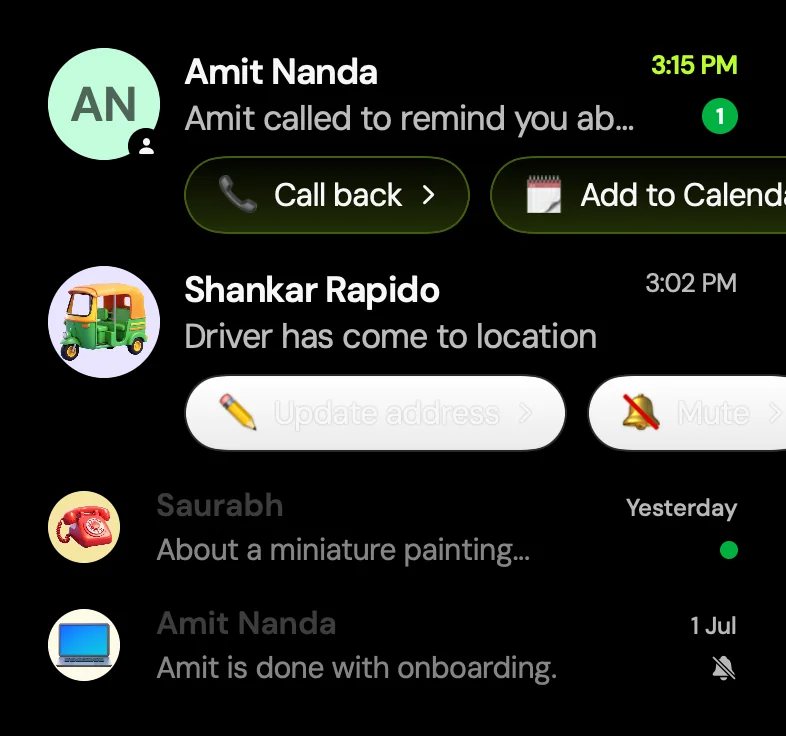 AN
Amit Nanda
3:15 PM
Amit called to remind you ab...
1
Call back
Add to Calenda
Shankar Rapido
3:02 PM
Driver has come to location
Update address
Mute
Saurabh
Yesterday
About a miniature painting...
Amit Nanda
1 Jul
Amit is done with onboarding.